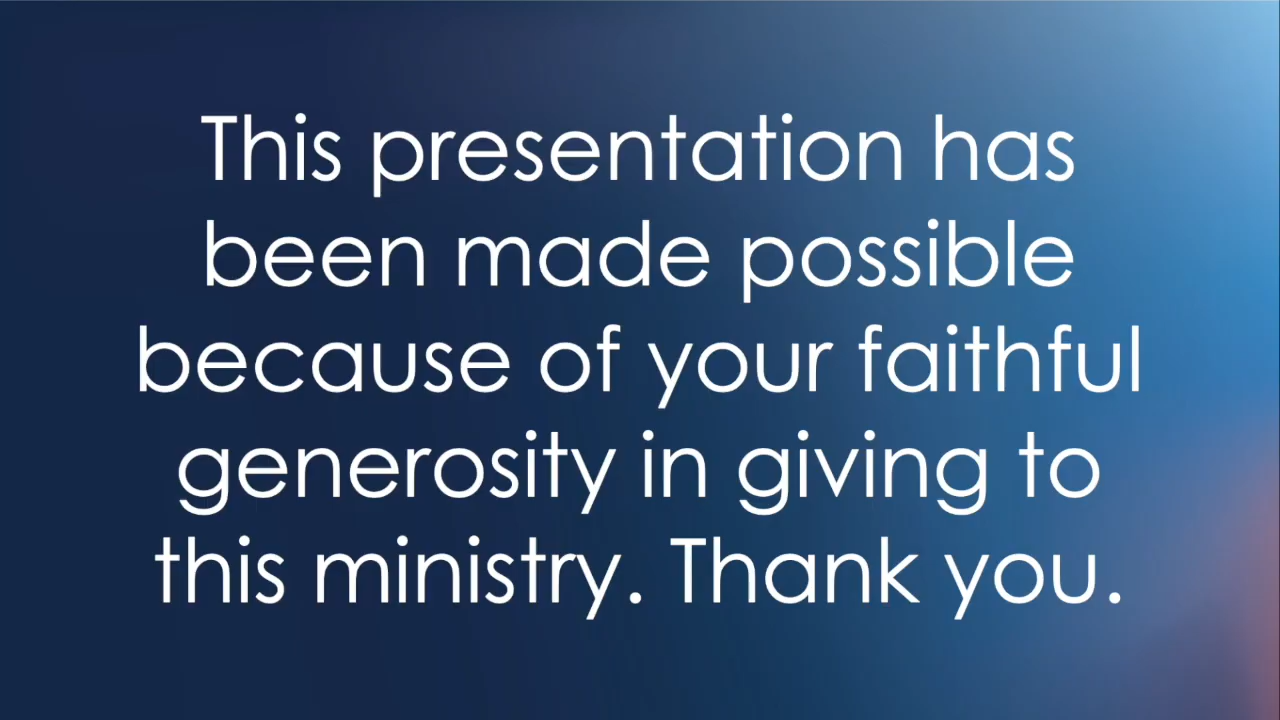 This presentation has
been made possible
because of your faithful
generosity in giving to
this ministry. Thank you.